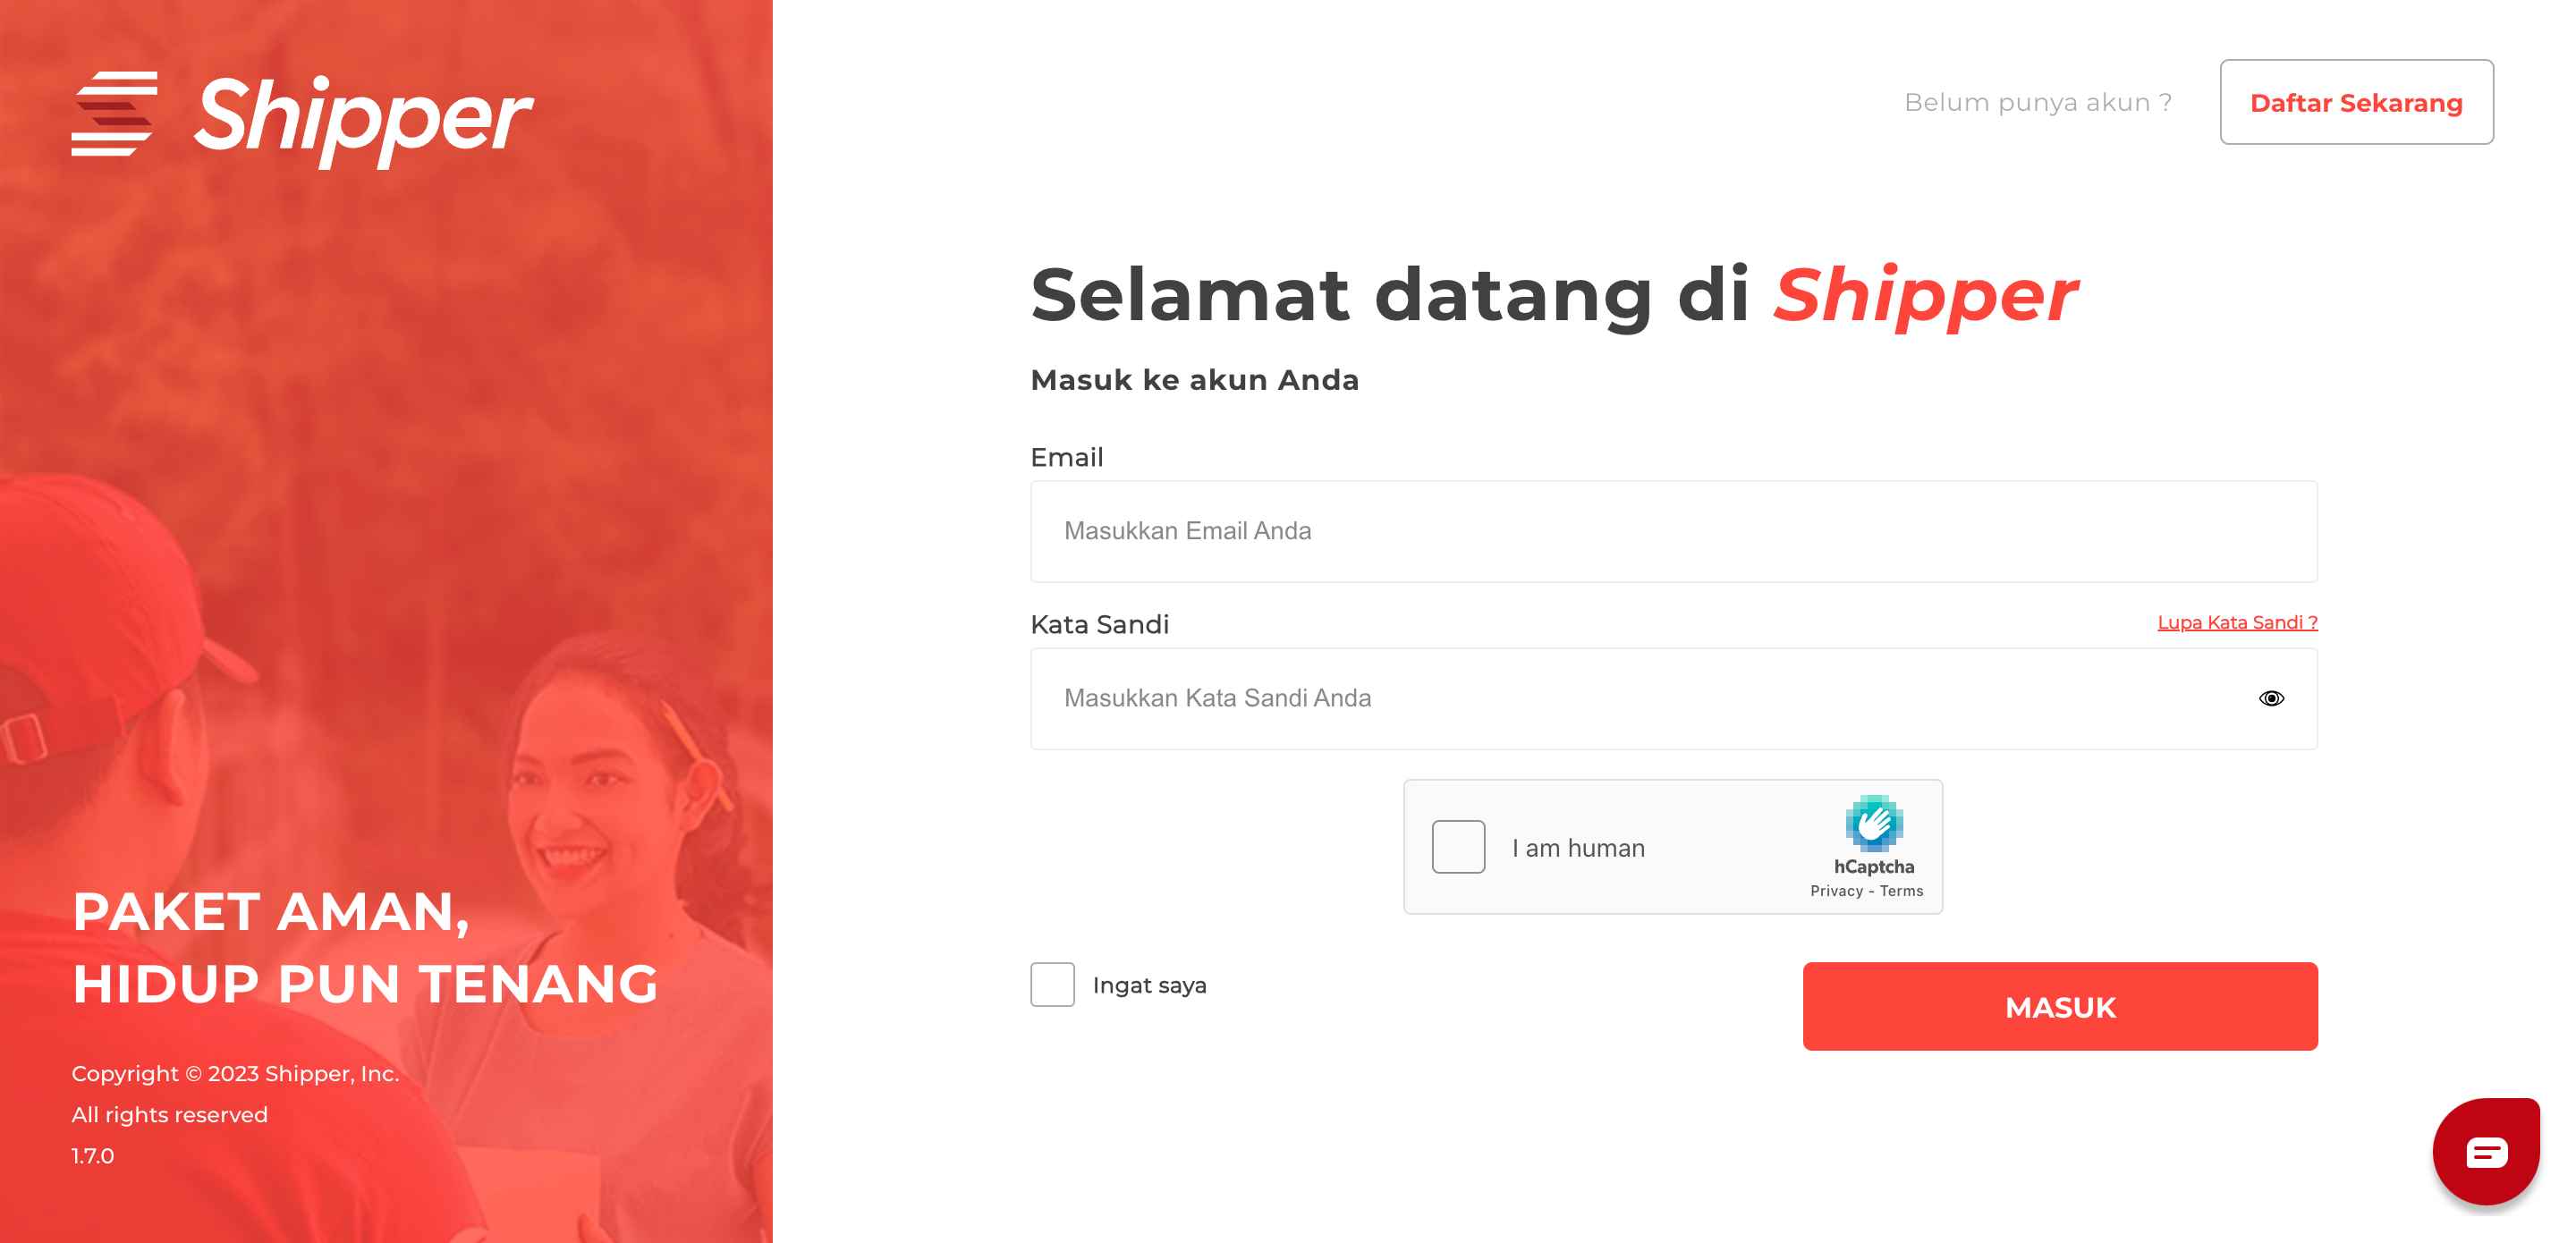 Shipper
PAKET AMAN,
HIDUP PUN TENANG
Copyright © 2023 Shipper, Inc.
All rights reserved
1.7.0
Belum punya akun ?
Daftar Sekarang
Selamat datang di Shipper
Masuk ke akun Anda
Email
Masukkan Email Anda
Kata Sandi
Lupa Kata Sandi ?
Masukkan Kata Sandi Anda
I am human
hCaptcha
Privacy - Terms
Ingat saya
MASUK